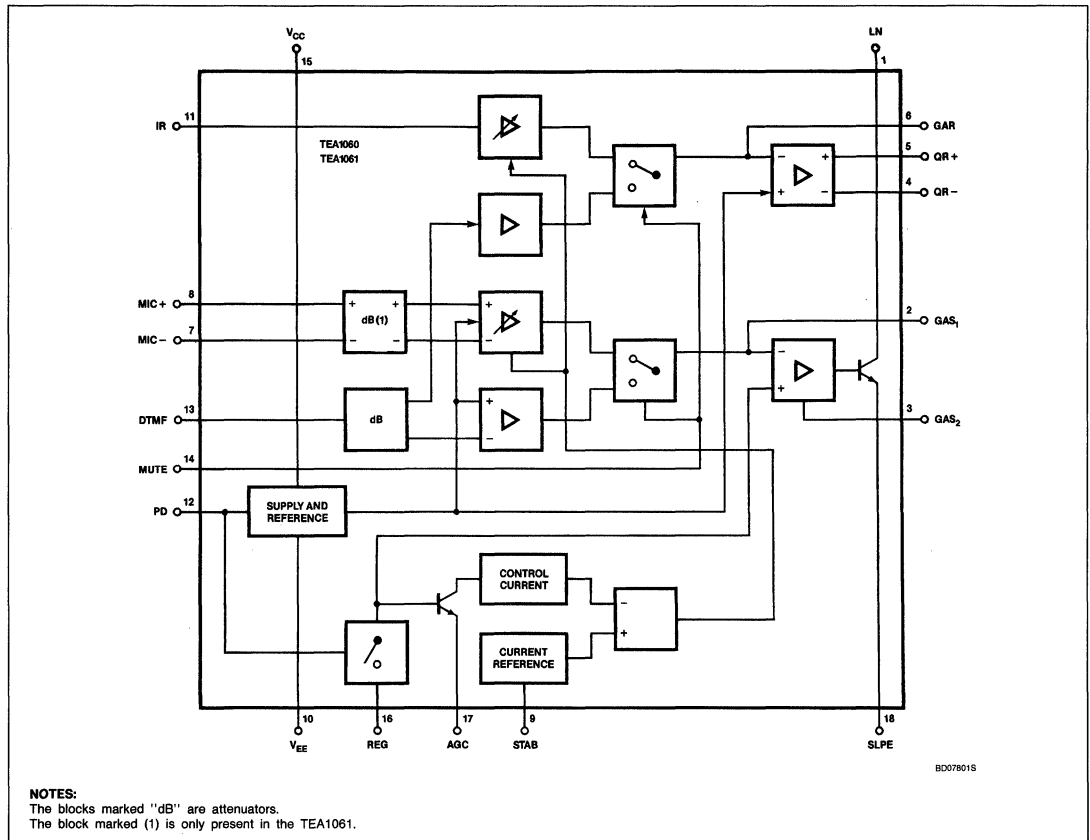 V_CC
LN
15
1
IR
11
TEA1060
TEA1061
6
GAR
−
+
5
QR+
+
−
4
QR−
MIC+
8
+
+
+
dB(1)
MIC−
7
−
−
−
2
GAS₁
−
+
DTMF
13
dB
+
−
3
GAS₂
MUTE
14
PD
12
SUPPLY AND
REFERENCE
CONTROL
CURRENT
−
+
CURRENT
REFERENCE
10
16
17
9
18
V_EE
REG
AGC
STAB
SLPE
BD07801S
NOTES:
The blocks marked "dB" are attenuators.
The block marked (1) is only present in the TEA1061.